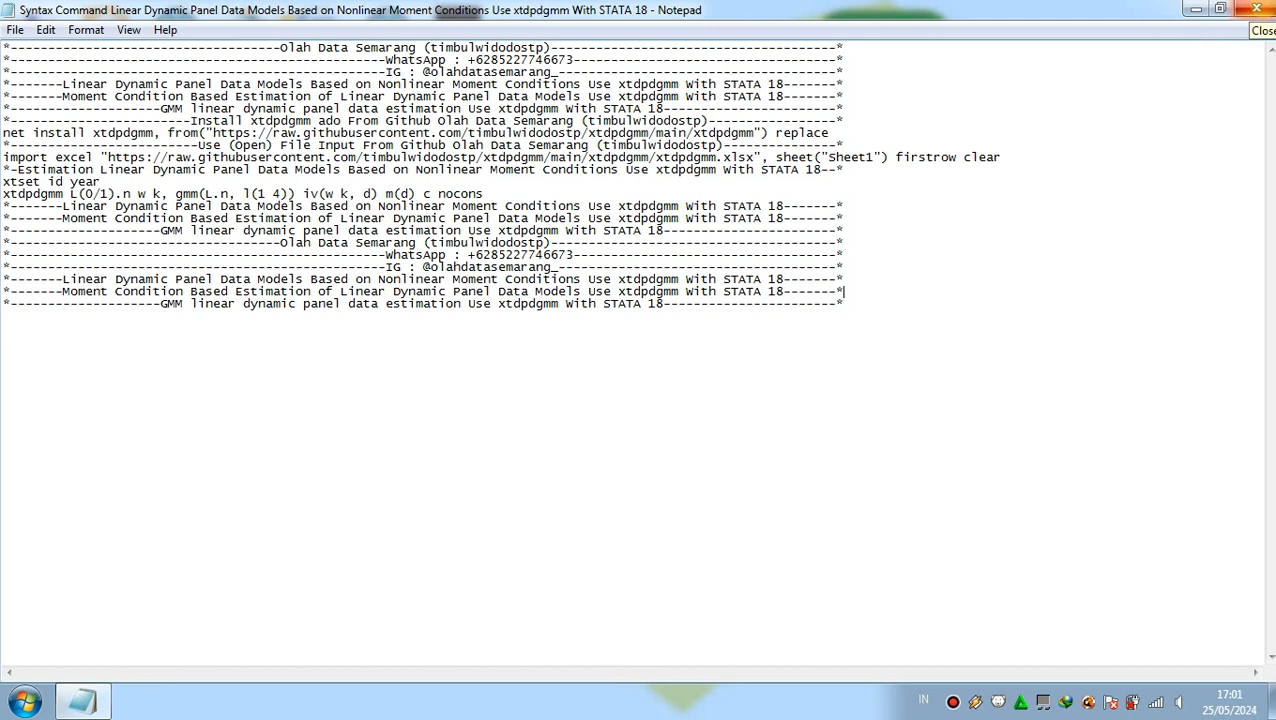 Syntax Command Linear Dynamic Panel Data Models Based on Nonlinear Moment Conditions Use xtdpdgmm With STATA 18 - Notepad
Close
File Edit Format View Help
*------------------------------------Olah Data Semarang (timbulwidodostp)--------------------------------------*
*--------------------------------------------------WhatsApp : +6285227746673-----------------------------------*
*--------------------------------------------------IG : @olahdatasemarang_-------------------------------------*
*-------Linear Dynamic Panel Data Models Based on Nonlinear Moment Conditions Use xtdpdgmm With STATA 18-------*
*-------Moment Condition Based Estimation of Linear Dynamic Panel Data Models Use xtdpdgmm With STATA 18-------*
*--------------------GMM linear dynamic panel data estimation Use xtdpdgmm With STATA 18-----------------------*
*------------------------Install xtdpdgmm ado From Github Olah Data Semarang (timbulwidodostp)-----------------*
net install xtdpdgmm, from("https://raw.githubusercontent.com/timbulwidodostp/xtdpdgmm/main/xtdpdgmm") replace
*-------------------------Use (Open) File Input From Github Olah Data Semarang (timbulwidodostp)---------------*
import excel "https://raw.githubusercontent.com/timbulwidodostp/xtdpdgmm/main/xtdpdgmm/xtdpdgmm.xlsx", sheet("Sheet1") firstrow clear
*-Estimation Linear Dynamic Panel Data Models Based on Nonlinear Moment Conditions Use xtdpdgmm With STATA 18--*
xtset id year
xtdpdgmm L(0/1).n w k, gmm(L.n, l(1 4)) iv(w k, d) m(d) c nocons
*-------Linear Dynamic Panel Data Models Based on Nonlinear Moment Conditions Use xtdpdgmm With STATA 18-------*
*-------Moment Condition Based Estimation of Linear Dynamic Panel Data Models Use xtdpdgmm With STATA 18-------*
*--------------------GMM linear dynamic panel data estimation Use xtdpdgmm With STATA 18-----------------------*
*------------------------------------Olah Data Semarang (timbulwidodostp)--------------------------------------*
*--------------------------------------------------WhatsApp : +6285227746673-----------------------------------*
*--------------------------------------------------IG : @olahdatasemarang_-------------------------------------*
*-------Linear Dynamic Panel Data Models Based on Nonlinear Moment Conditions Use xtdpdgmm With STATA 18-------*
*-------Moment Condition Based Estimation of Linear Dynamic Panel Data Models Use xtdpdgmm With STATA 18-------*
*--------------------GMM linear dynamic panel data estimation Use xtdpdgmm With STATA 18-----------------------*
IN
17:01
25/05/2024